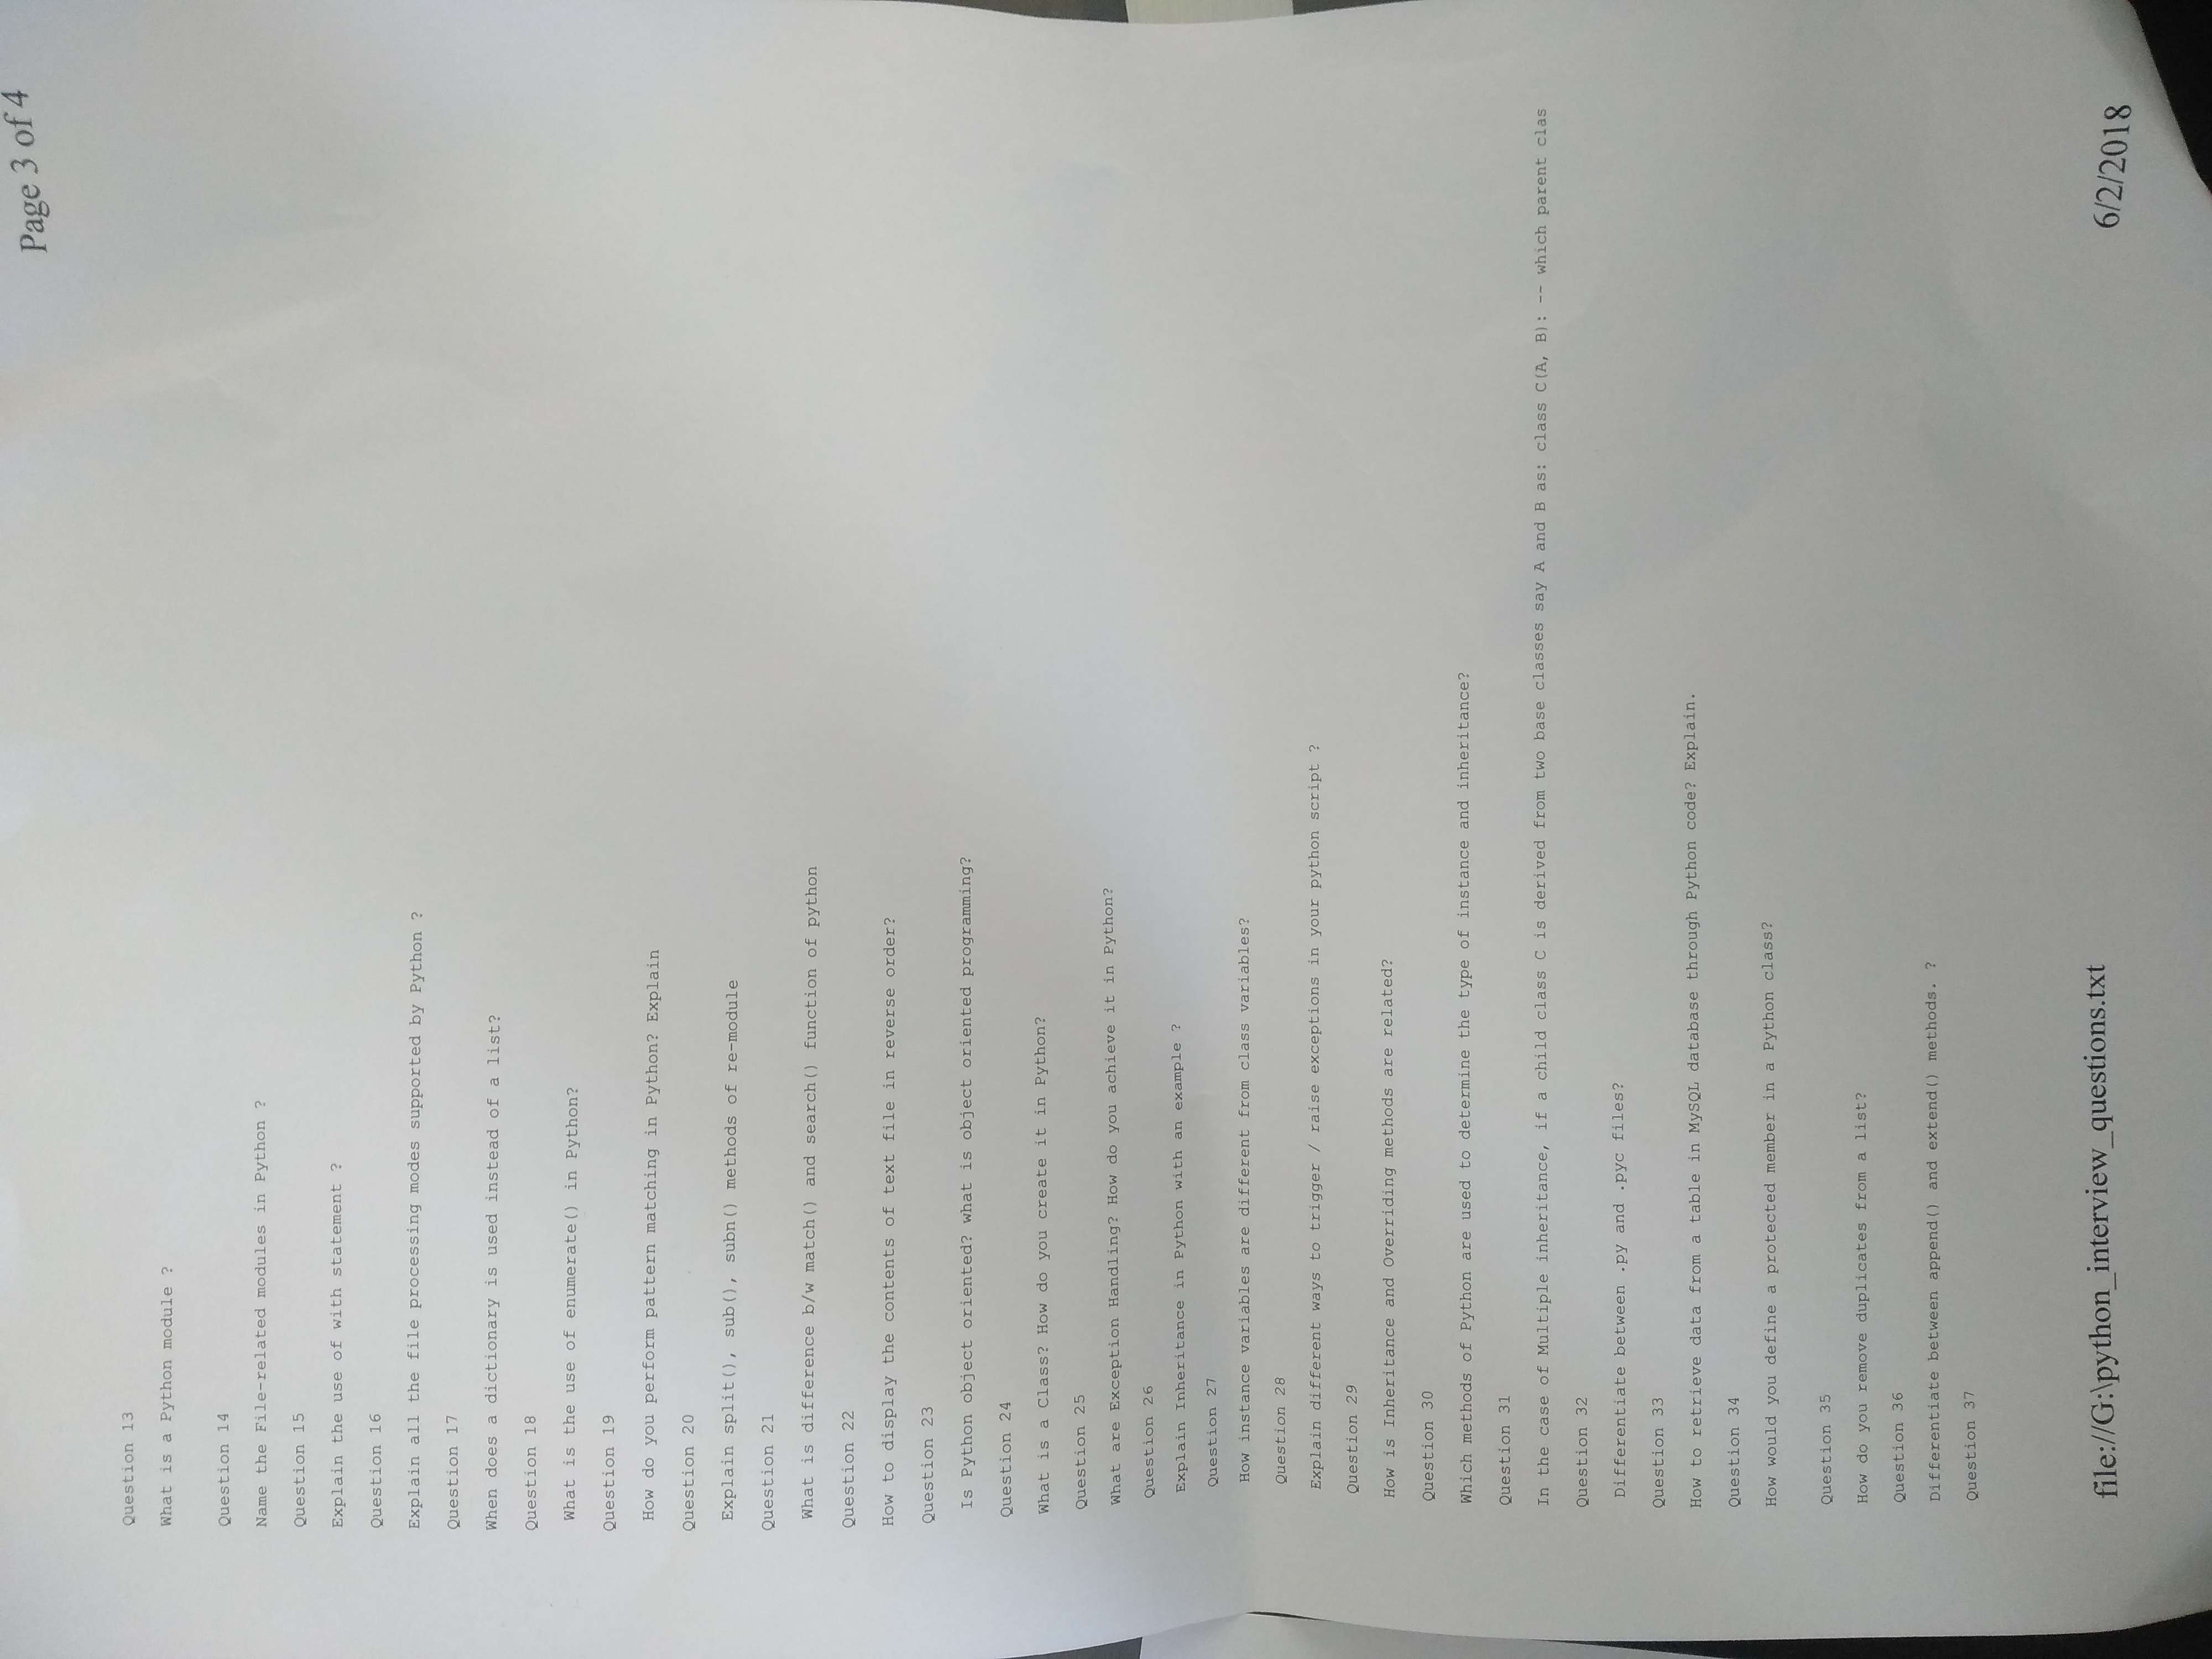 Page 3 of 4
Question 13
What is a Python module ?
Question 14
Name the File-related modules in Python ?
Question 15
Explain the use of with statement ?
Question 16
Explain all the file processing modes supported by Python ?
Question 17
When does a dictionary is used instead of a list?
Question 18
What is the use of enumerate() in Python?
Question 19
How do you perform pattern matching in Python? Explain
Question 20
Explain split(), sub(), subn() methods of re-module
Question 21
What is difference b/w match() and search() function of python
Question 22
How to display the contents of text file in reverse order?
Question 23
Is Python object oriented? what is object oriented programming?
Question 24
What is a Class? How do you create it in Python?
Question 25
What are Exception Handling? How do you achieve it in Python?
Question 26
Explain Inheritance in Python with an example ?
Question 27
How instance variables are different from class variables?
Question 28
Explain different ways to trigger / raise exceptions in your python script ?
Question 29
How is Inheritance and Overriding methods are related?
Question 30
Which methods of Python are used to determine the type of instance and inheritance?
Question 31
In the case of Multiple inheritance, if a child class C is derived from two base classes say A and B as: class C(A, B): -- which parent clas
Question 32
Differentiate between .py and .pyc files?
Question 33
How to retrieve data from a table in MySQL database through Python code? Explain.
Question 34
How would you define a protected member in a Python class?
Question 35
How do you remove duplicates from a list?
Question 36
Differentiate between append() and extend() methods. ?
Question 37
file://G:\python_interview_questions.txt 6/2/2018